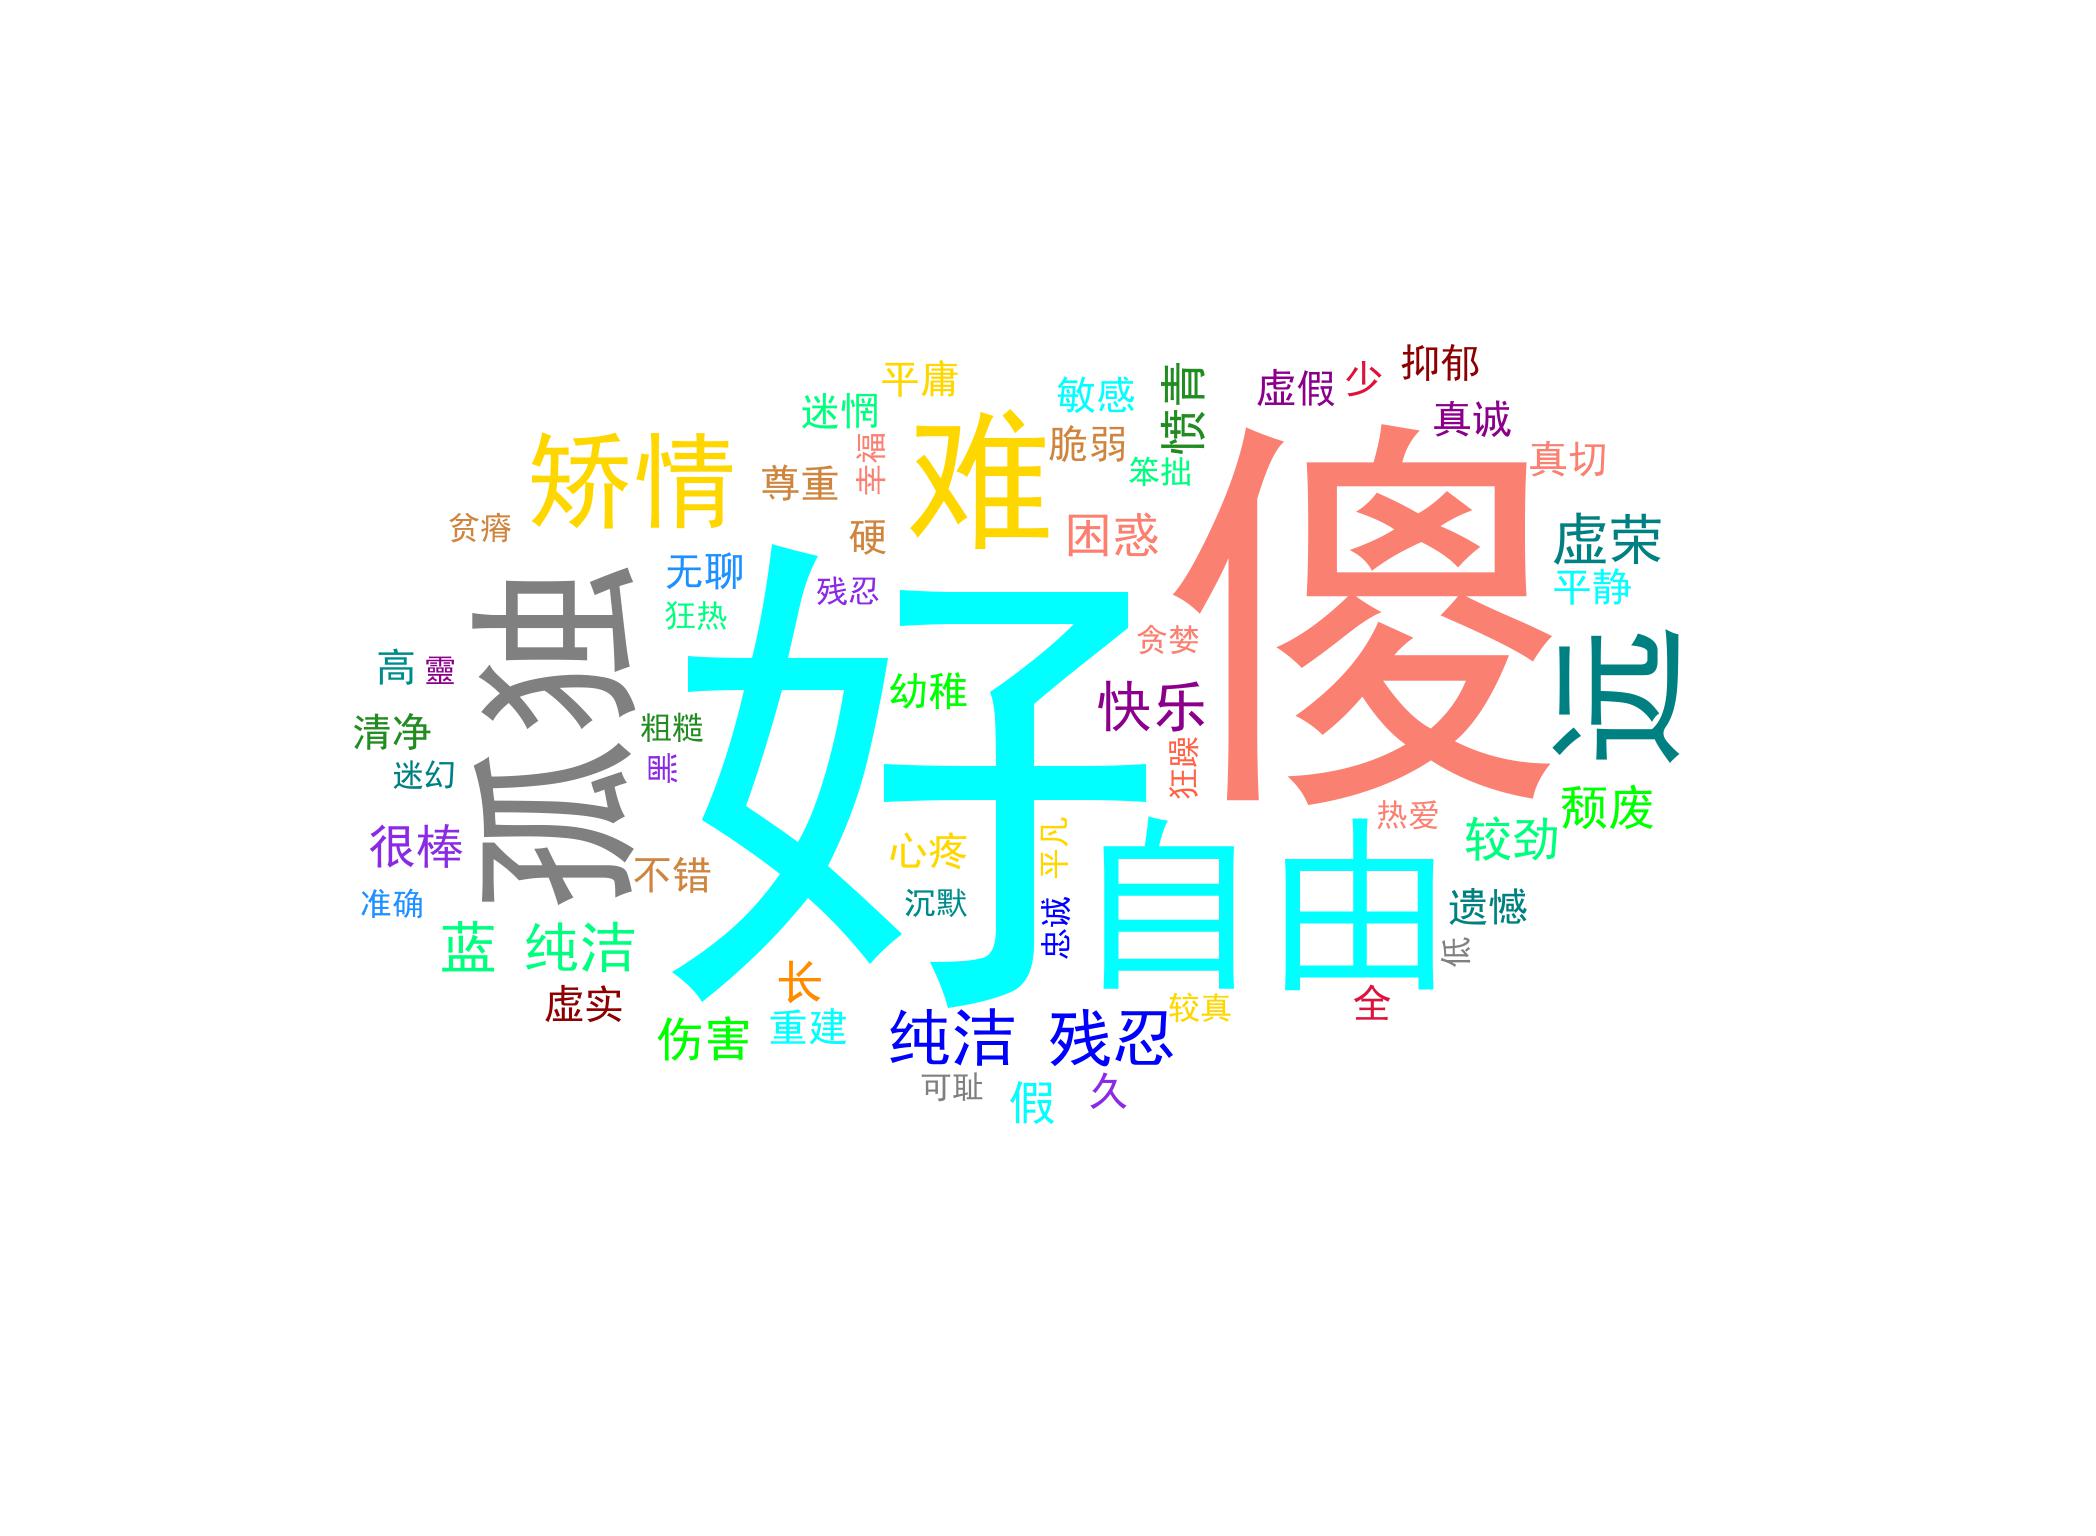 抑郁
平庸
敏感
愤青
虚假
少
真诚
迷惘
幸福
难
脆弱
笨拙
真切
矫情
尊重
傻
贫瘠
硬
困惑
虚荣
无聊
残忍
平静
狂热
贪婪
高
靈
孤独
幼稚
快乐
远
清净
粗糙
黑
好
狂躁
迷幻
热爱
颓废
很棒
不错
心疼
平凡
较劲
准确
沉默
忠诚
自由
遗憾
蓝
纯洁
低
虚实
长
较真
全
伤害
重建
纯洁
残忍
可耻
假
久